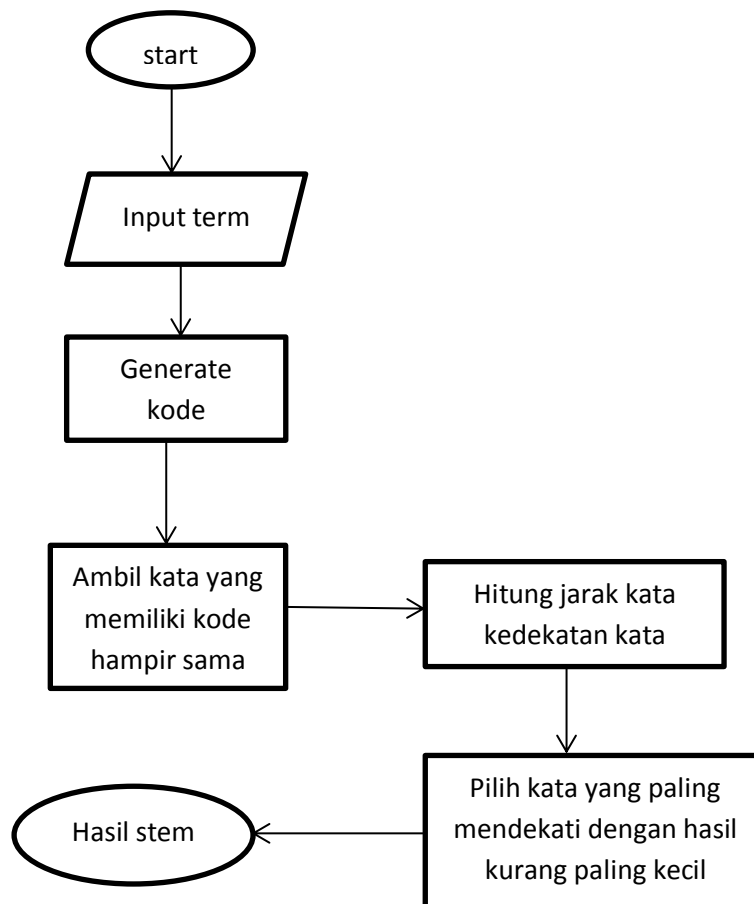 start
Input term
Generate
kode
Ambil kata yang
memiliki kode
hampir sama
Hitung jarak kata
kedekatan kata
Pilih kata yang paling
mendekati dengan hasil
kurang paling kecil
Hasil stem